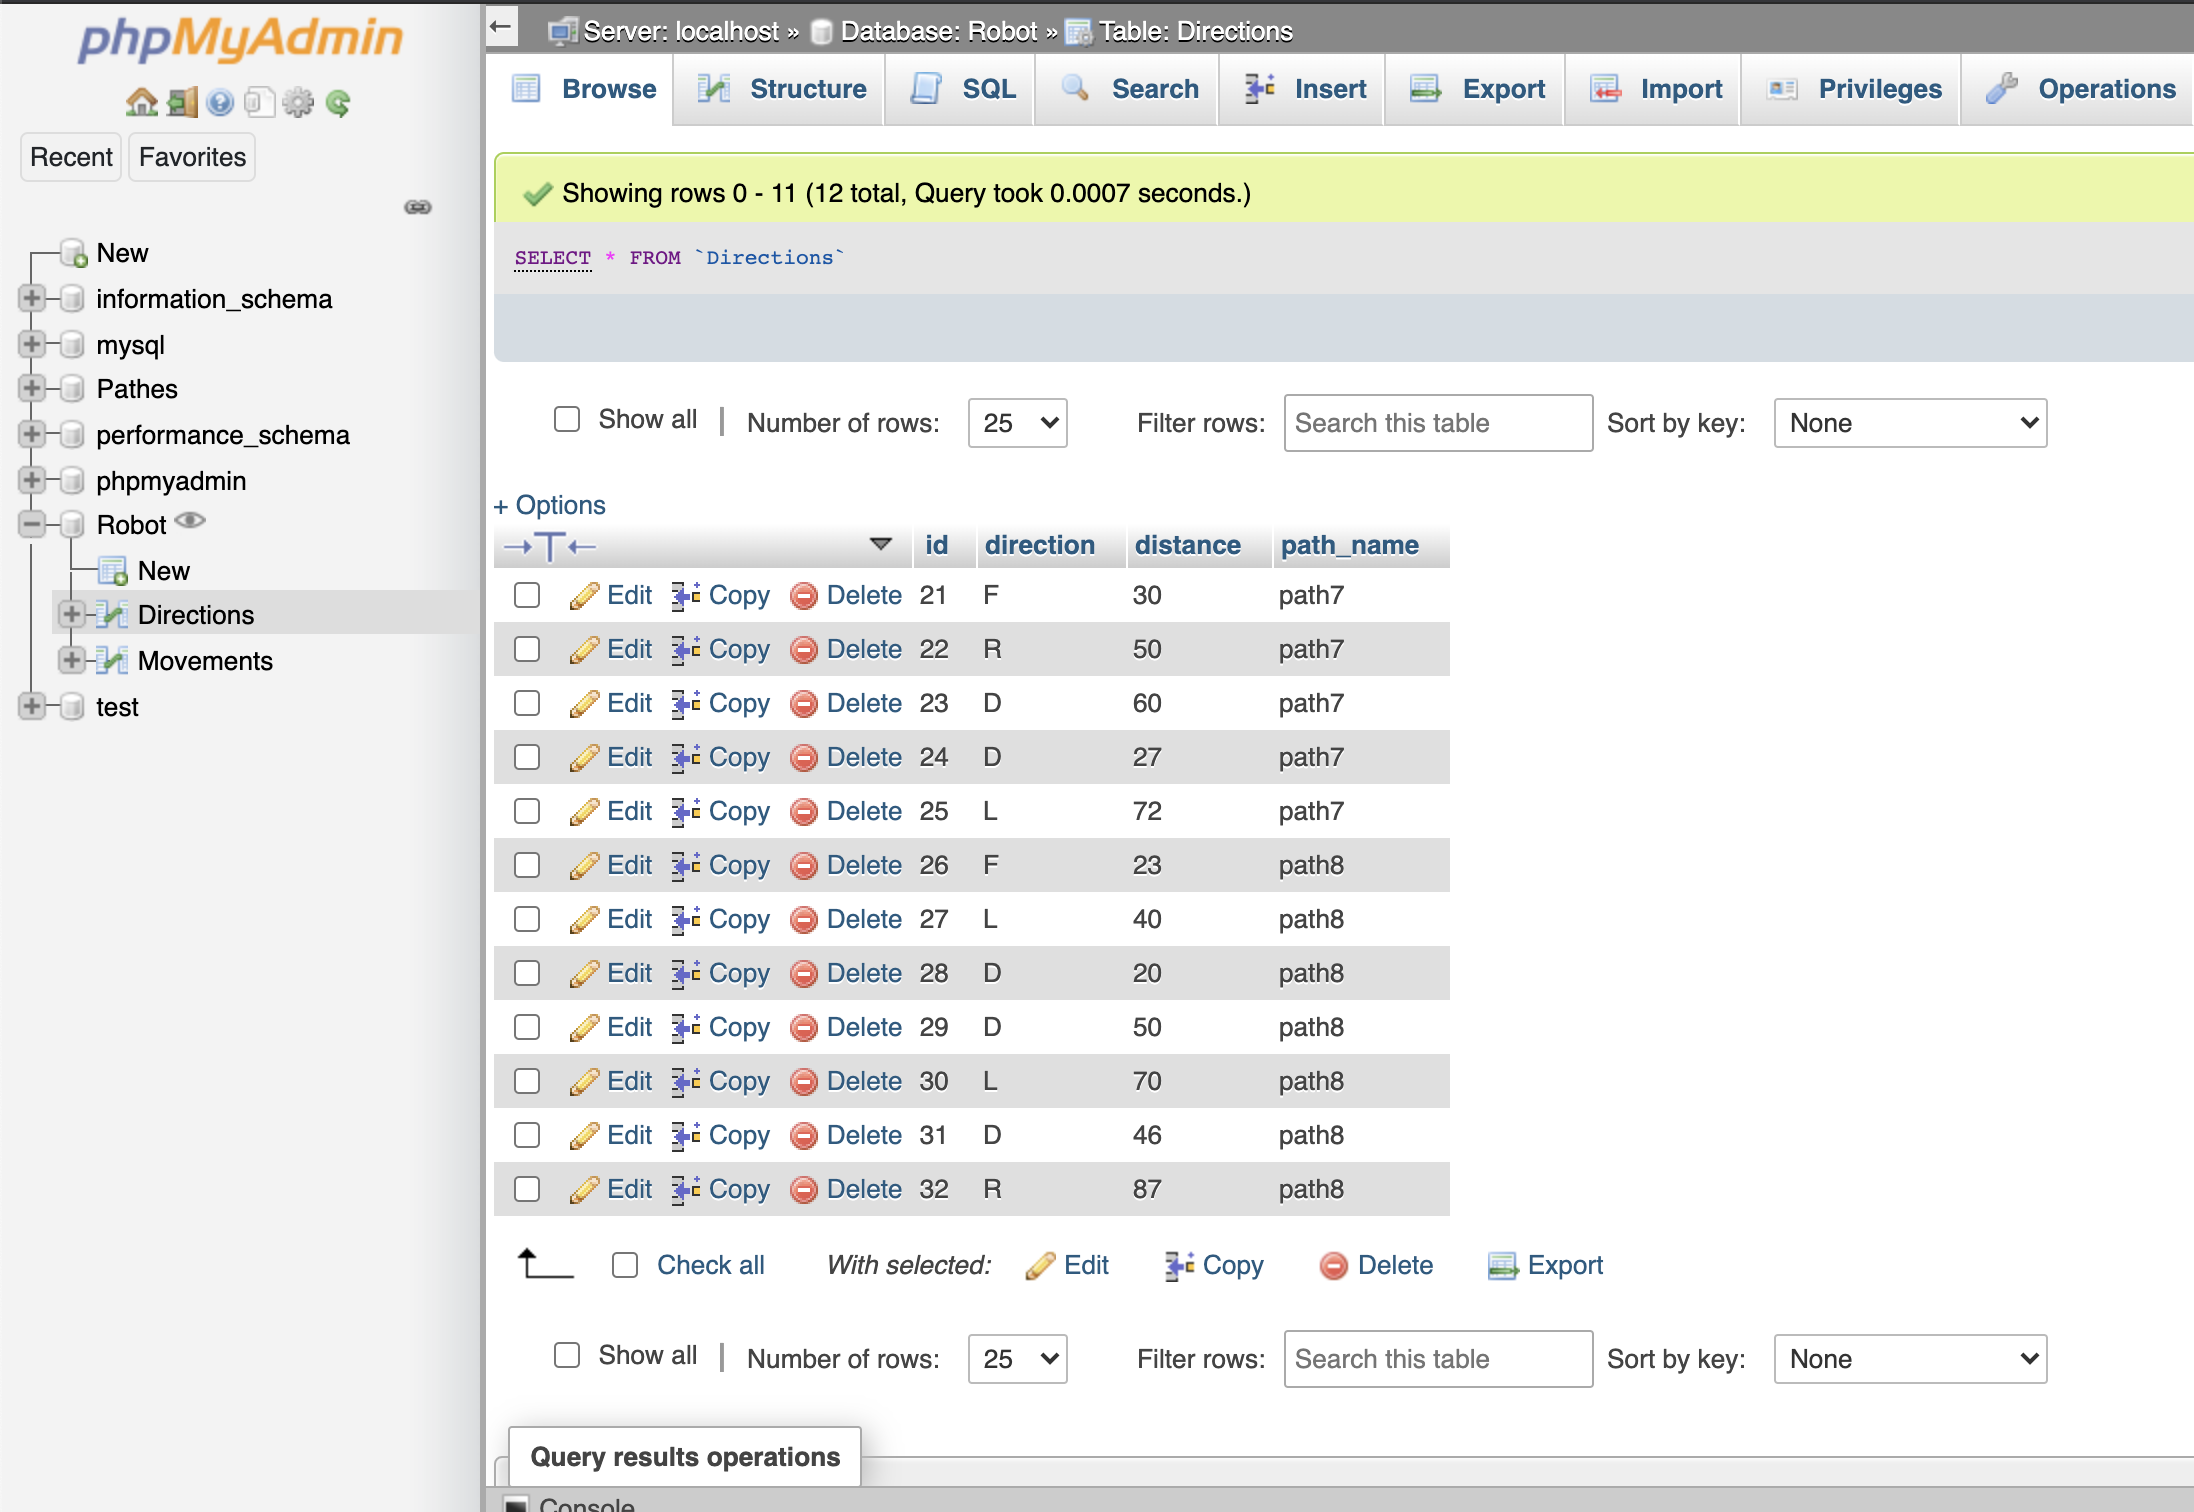 phpMyAdmin
Recent Favorites
New
information_schema
mysql
Pathes
performance_schema
phpmyadmin
Robot
New
Directions
Movements
test
Server: localhost » Database: Robot » Table: Directions
Browse Structure SQL Search Insert Export Import Privileges Operations
Showing rows 0 - 11 (12 total, Query took 0.0007 seconds.)
SELECT * FROM `Directions`
Show all | Number of rows: 25 Filter rows: Search this table Sort by key: None
+ Options
id direction distance path_name
Edit Copy Delete 21 F 30 path7
Edit Copy Delete 22 R 50 path7
Edit Copy Delete 23 D 60 path7
Edit Copy Delete 24 D 27 path7
Edit Copy Delete 25 L 72 path7
Edit Copy Delete 26 F 23 path8
Edit Copy Delete 27 L 40 path8
Edit Copy Delete 28 D 20 path8
Edit Copy Delete 29 D 50 path8
Edit Copy Delete 30 L 70 path8
Edit Copy Delete 31 D 46 path8
Edit Copy Delete 32 R 87 path8
Check all With selected: Edit Copy Delete Export
Show all | Number of rows: 25 Filter rows: Search this table Sort by key: None
Query results operations
Console